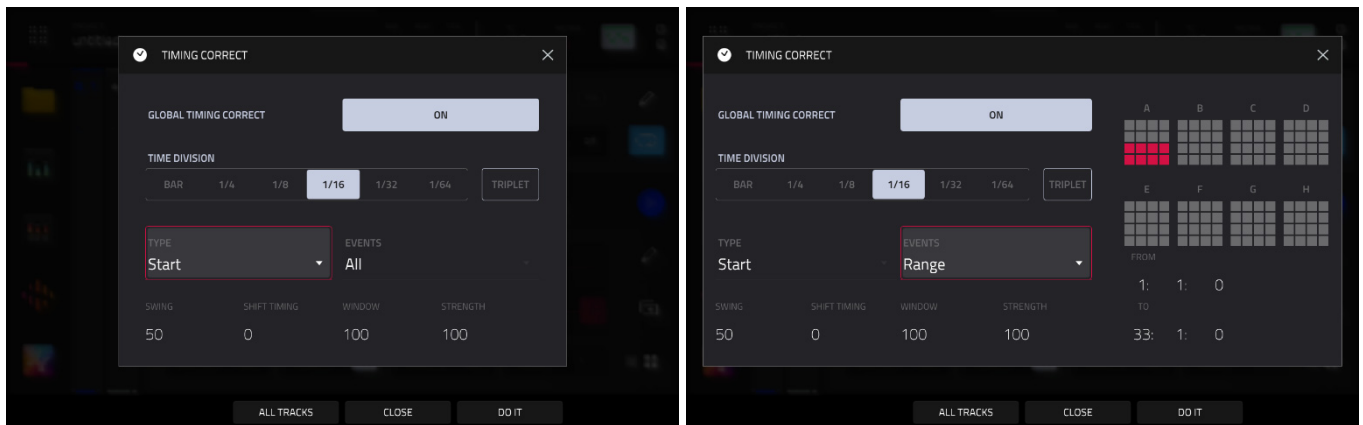 TIMING CORRECT
GLOBAL TIMING CORRECT ON
TIME DIVISION
BAR 1/4 1/8 1/16 1/32 1/64 TRIPLET
TYPE EVENTS
Start All
SWING SHIFT TIMING WINDOW STRENGTH
50 0 100 100
ALL TRACKS CLOSE DO IT
TIMING CORRECT
GLOBAL TIMING CORRECT ON
TIME DIVISION
BAR 1/4 1/8 1/16 1/32 1/64 TRIPLET
TYPE EVENTS
Start Range
SWING SHIFT TIMING WINDOW STRENGTH
50 0 100 100
A B C D
E F G H
FROM
1: 1: 0
TO
33: 1: 0
ALL TRACKS CLOSE DO IT